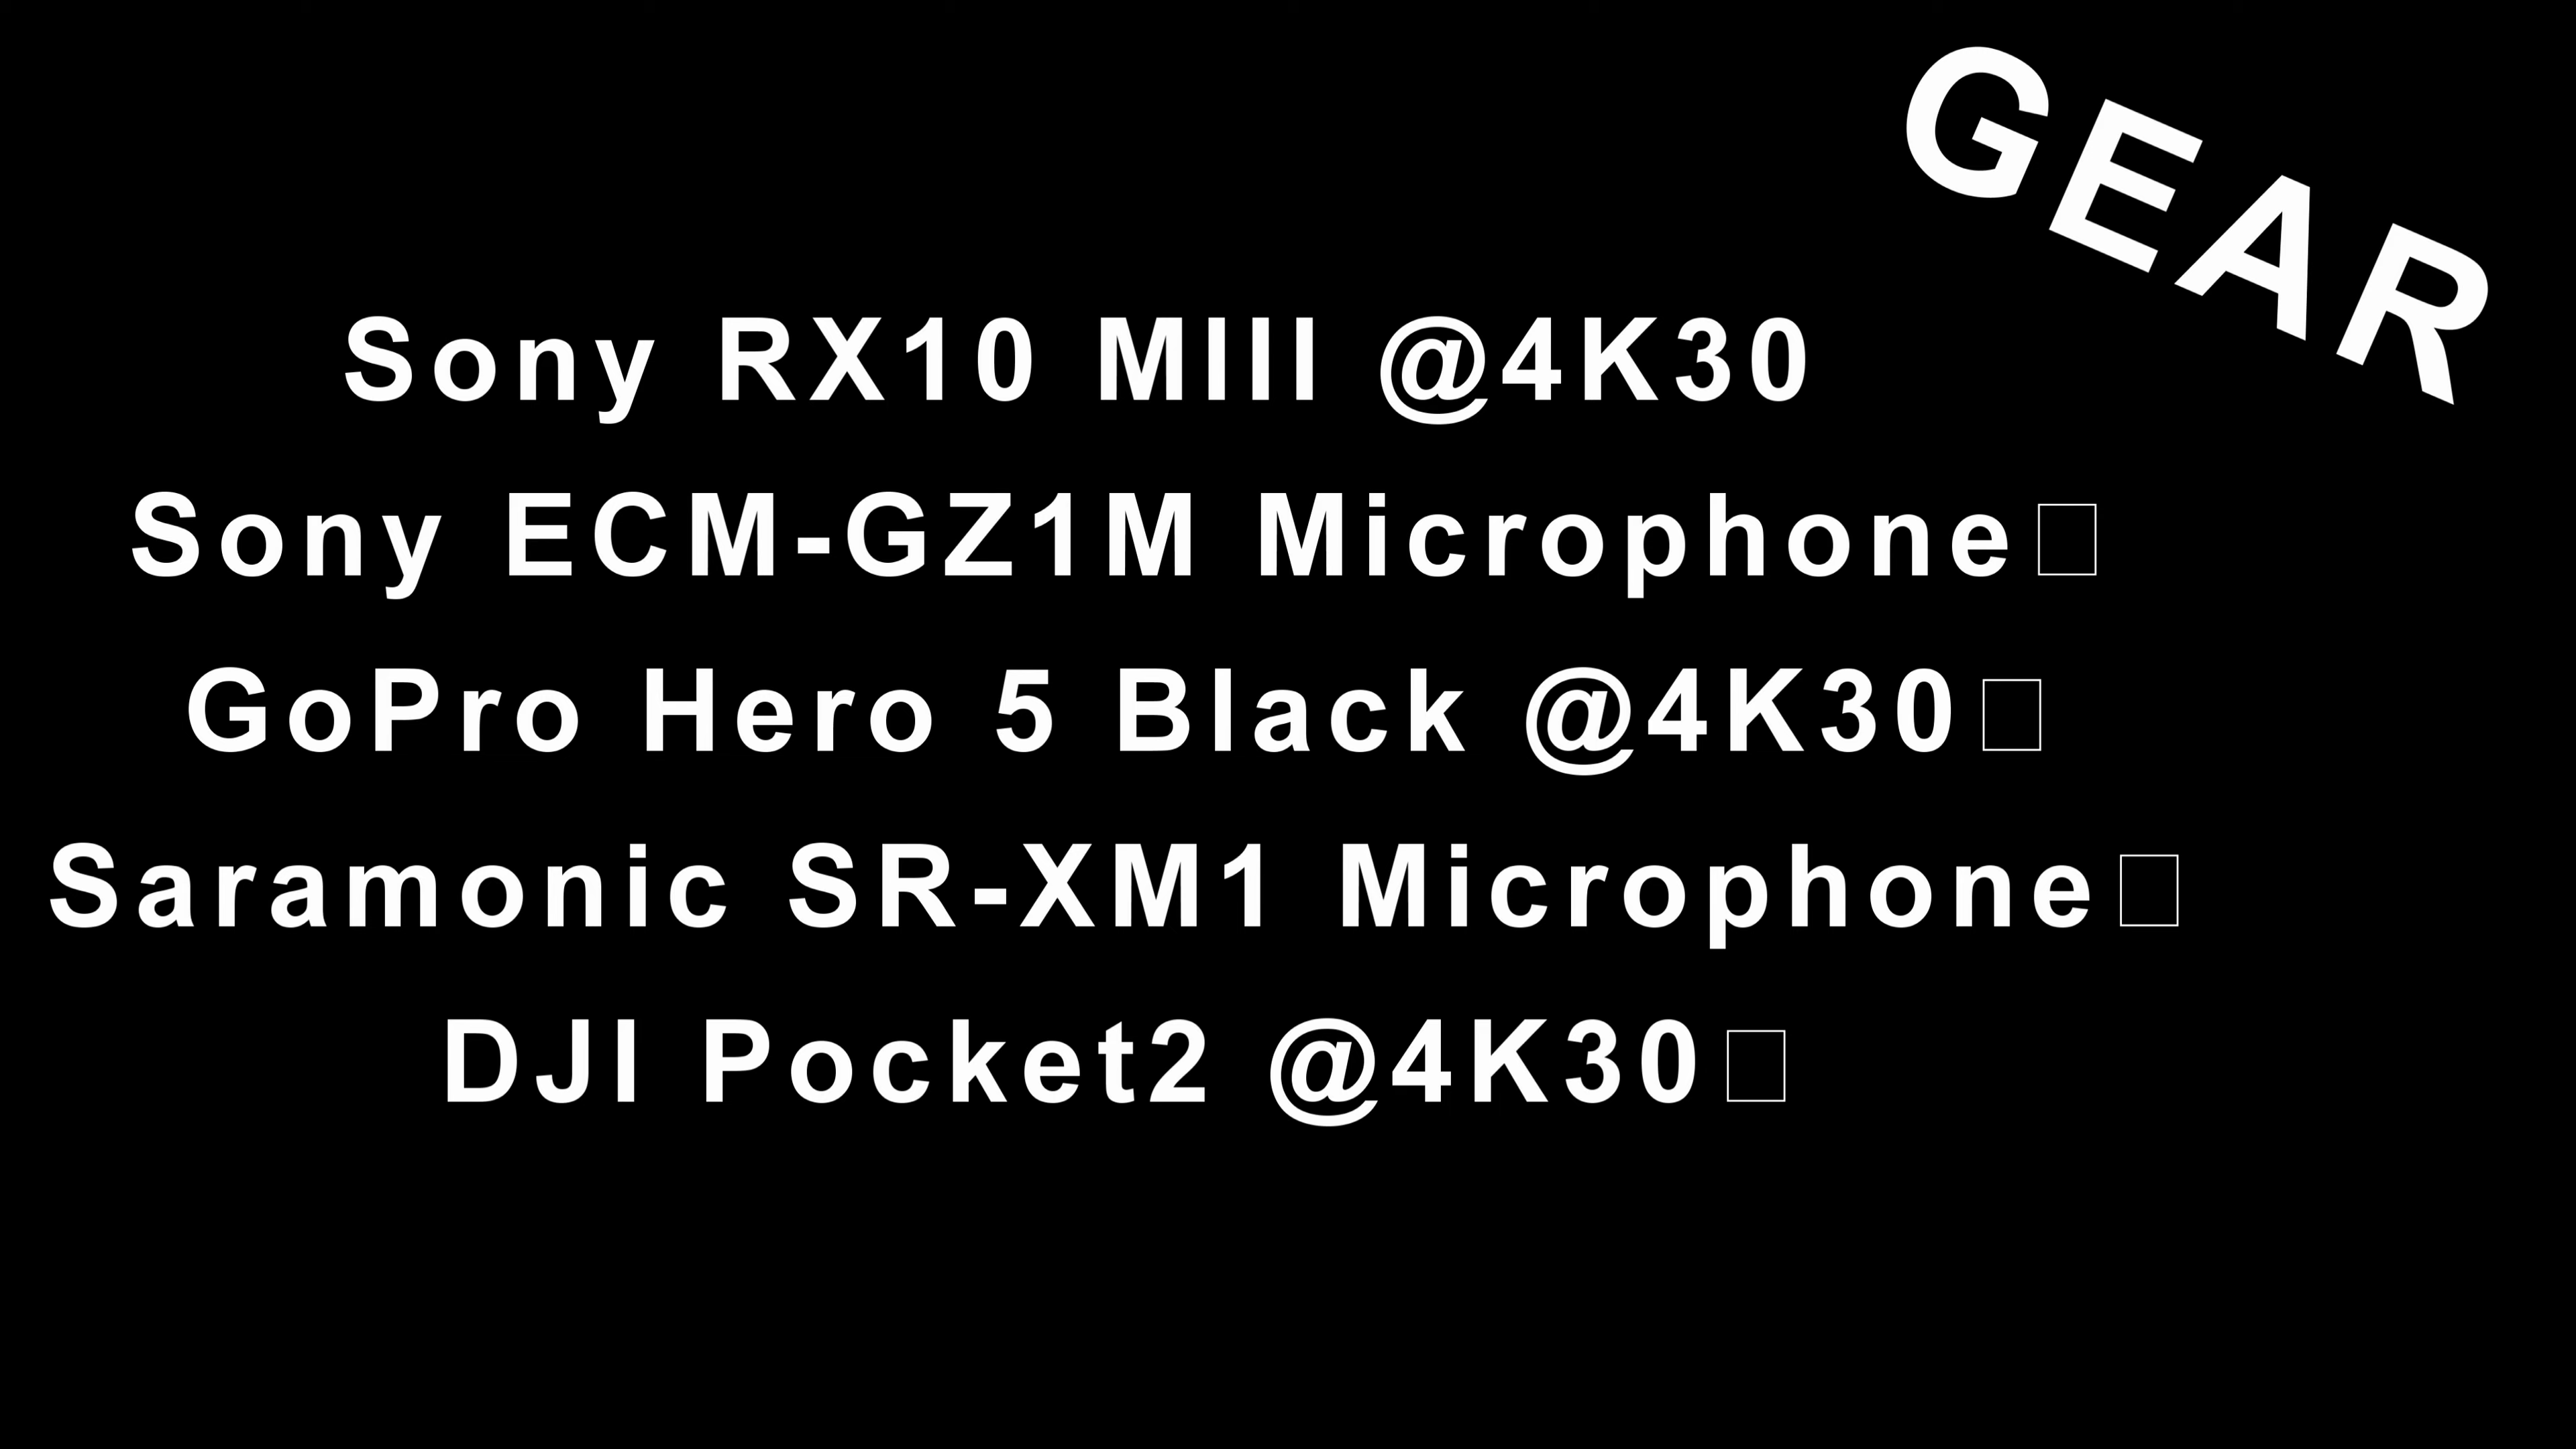 GEAR
Sony RX10 MIII @4K30
Sony ECM-GZ1M Microphone□
GoPro Hero 5 Black @4K30□
Saramonic SR-XM1 Microphone□
DJI Pocket2 @4K30□